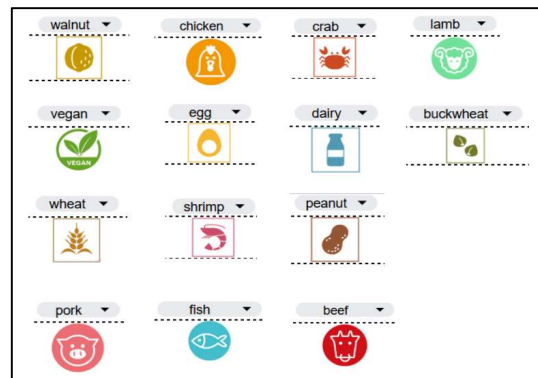 walnut
chicken
crab
lamb
vegan
egg
dairy
buckwheat
VEGAN
wheat
shrimp
peanut
pork
fish
beef